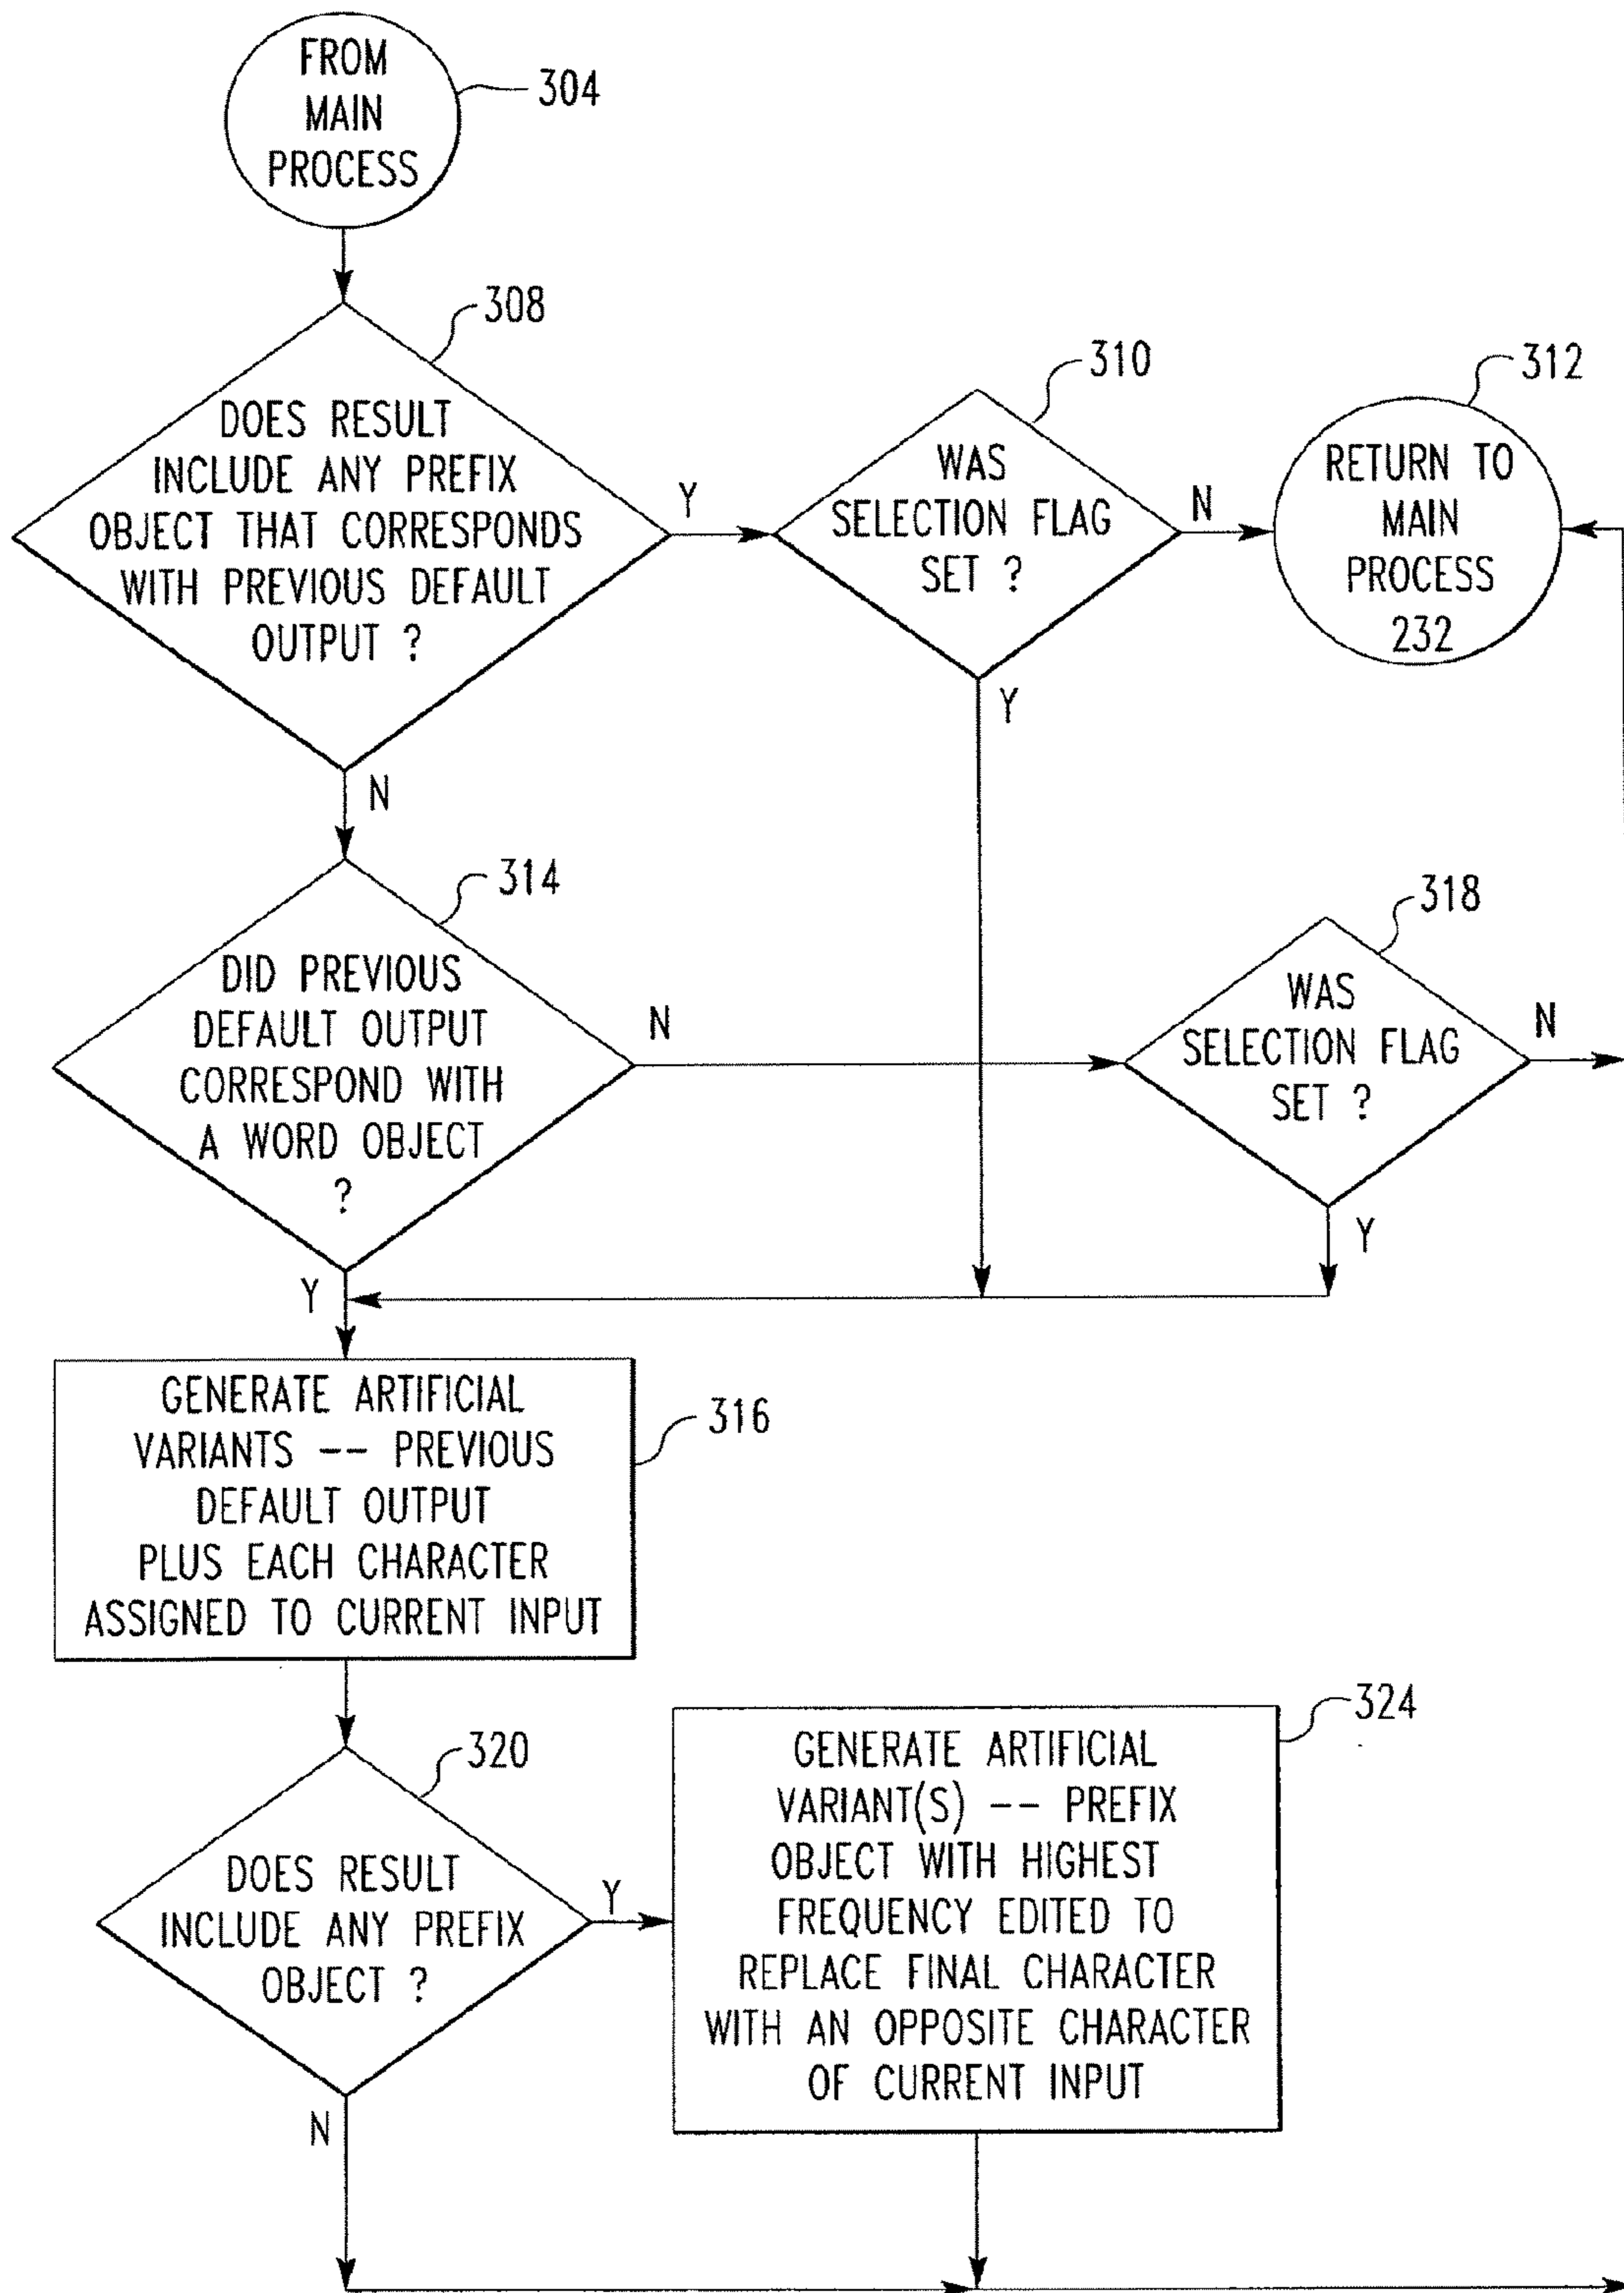 FROM
MAIN
PROCESS
304
308
DOES RESULT
INCLUDE ANY PREFIX
OBJECT THAT CORRESPONDS
WITH PREVIOUS DEFAULT
OUTPUT ?
Y
N
310
WAS
SELECTION FLAG
SET ?
N
Y
312
RETURN TO
MAIN
PROCESS
232
314
DID PREVIOUS
DEFAULT OUTPUT
CORRESPOND WITH
A WORD OBJECT
?
N
Y
318
WAS
SELECTION FLAG
SET ?
N
Y
GENERATE ARTIFICIAL
VARIANTS -- PREVIOUS
DEFAULT OUTPUT
PLUS EACH CHARACTER
ASSIGNED TO CURRENT INPUT
316
320
DOES RESULT
INCLUDE ANY PREFIX
OBJECT ?
Y
N
324
GENERATE ARTIFICIAL
VARIANT(S) -- PREFIX
OBJECT WITH HIGHEST
FREQUENCY EDITED TO
REPLACE FINAL CHARACTER
WITH AN OPPOSITE CHARACTER
OF CURRENT INPUT